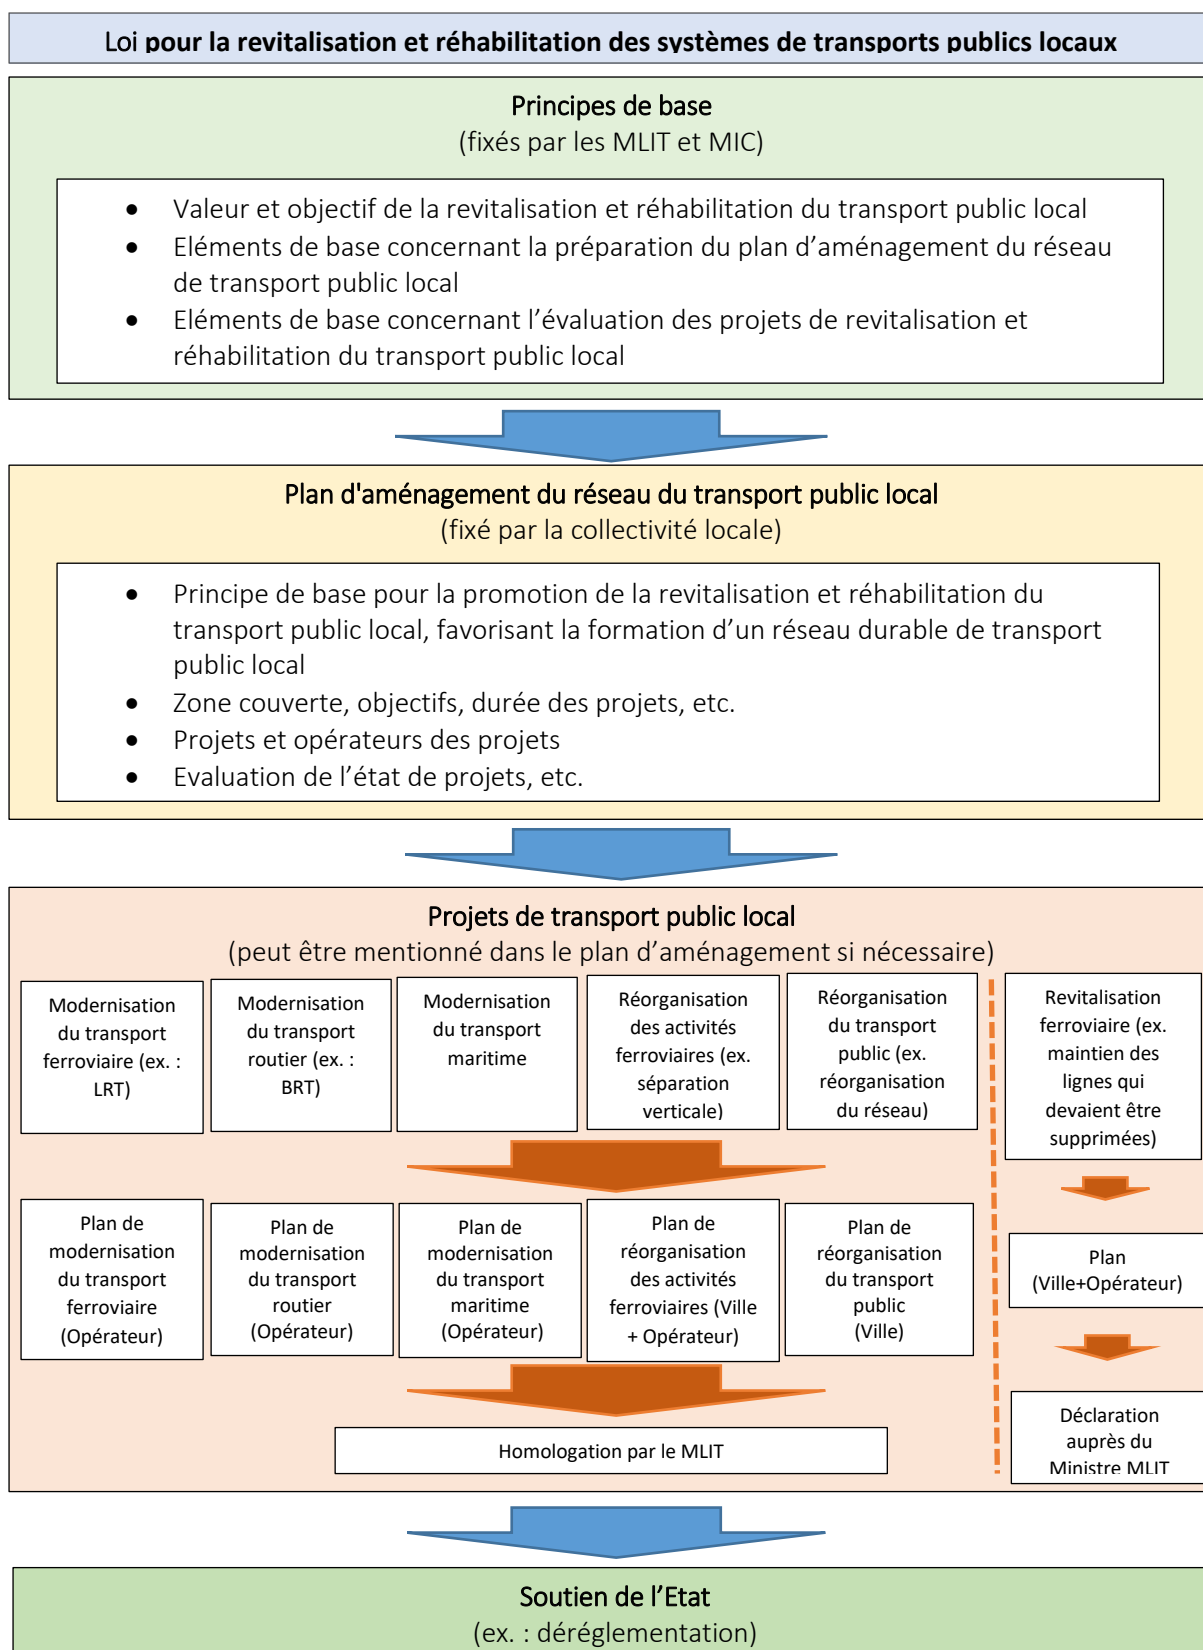 Loi pour la revitalisation et réhabilitation des systèmes de transports publics locaux
Principes de base
(fixés par les MLIT et MIC)
• Valeur et objectif de la revitalisation et réhabilitation du transport public local
• Eléments de base concernant la préparation du plan d’aménagement du réseau
de transport public local
• Eléments de base concernant l’évaluation des projets de revitalisation et
réhabilitation du transport public local
Plan d'aménagement du réseau du transport public local
(fixé par la collectivité locale)
• Principe de base pour la promotion de la revitalisation et réhabilitation du
transport public local, favorisant la formation d’un réseau durable de transport
public local
• Zone couverte, objectifs, durée des projets, etc.
• Projets et opérateurs des projets
• Evaluation de l’état de projets, etc.
Projets de transport public local
(peut être mentionné dans le plan d’aménagement si nécessaire)
Modernisation
du transport
ferroviaire (ex. :
LRT)
Modernisation
du transport
routier (ex. :
BRT)
Modernisation
du transport
maritime
Réorganisation
des activités
ferroviaires (ex.
séparation
verticale)
Réorganisation
du transport
public (ex.
réorganisation
du réseau)
Revitalisation
ferroviaire (ex.
maintien des
lignes qui
devaient être
supprimées)
Plan de
modernisation
du transport
ferroviaire
(Opérateur)
Plan de
modernisation
du transport
routier
(Opérateur)
Plan de
modernisation
du transport
maritime
(Opérateur)
Plan de
réorganisation
des activités
ferroviaires (Ville
+ Opérateur)
Plan de
réorganisation
du transport
public
(Ville)
Plan
(Ville+Opérateur)
Homologation par le MLIT
Déclaration
auprès du
Ministre MLIT
Soutien de l’Etat
(ex. : déréglementation)